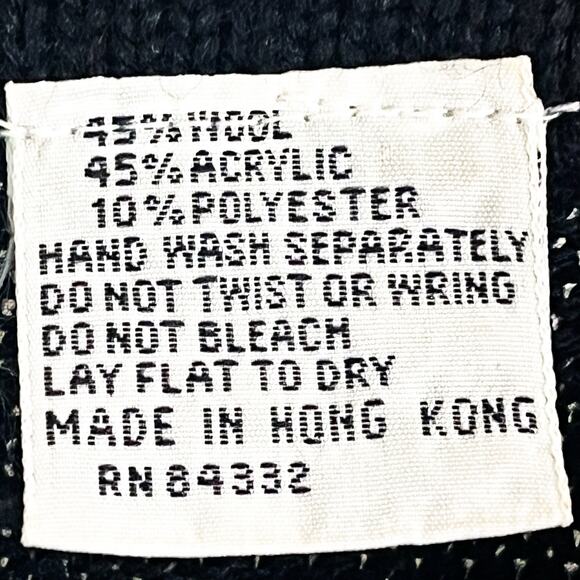 45% WOOL
45% ACRYLIC
10% POLYESTER
HAND WASH SEPARATELY
DO NOT TWIST OR WRING
DO NOT BLEACH
LAY FLAT TO DRY
MADE IN HONG KONG
RN 84332